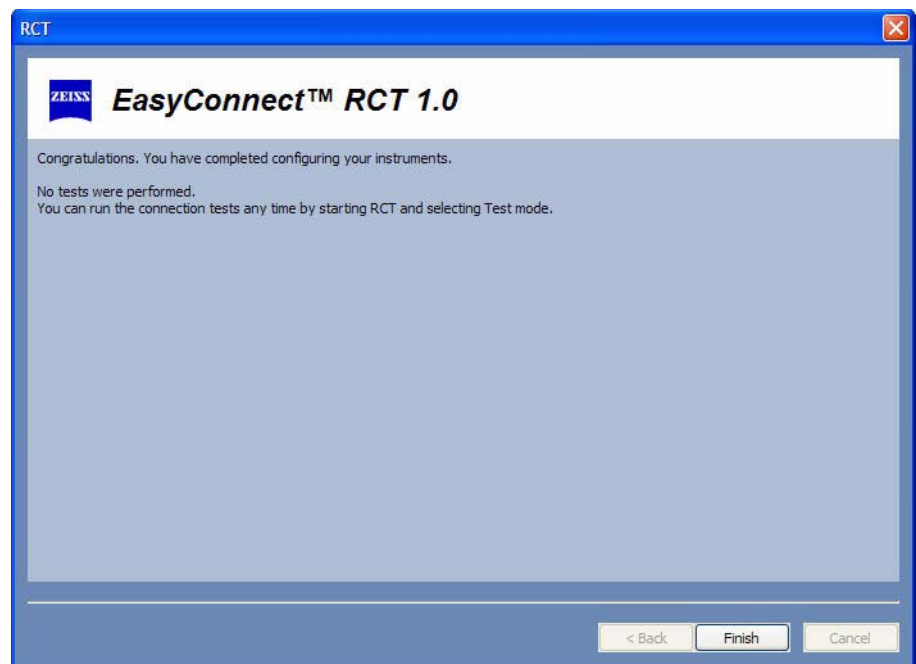 RCT
ZEISS
EasyConnect™ RCT 1.0
Congratulations. You have completed configuring your instruments.
No tests were performed.
You can run the connection tests any time by starting RCT and selecting Test mode.
< Back
Finish
Cancel